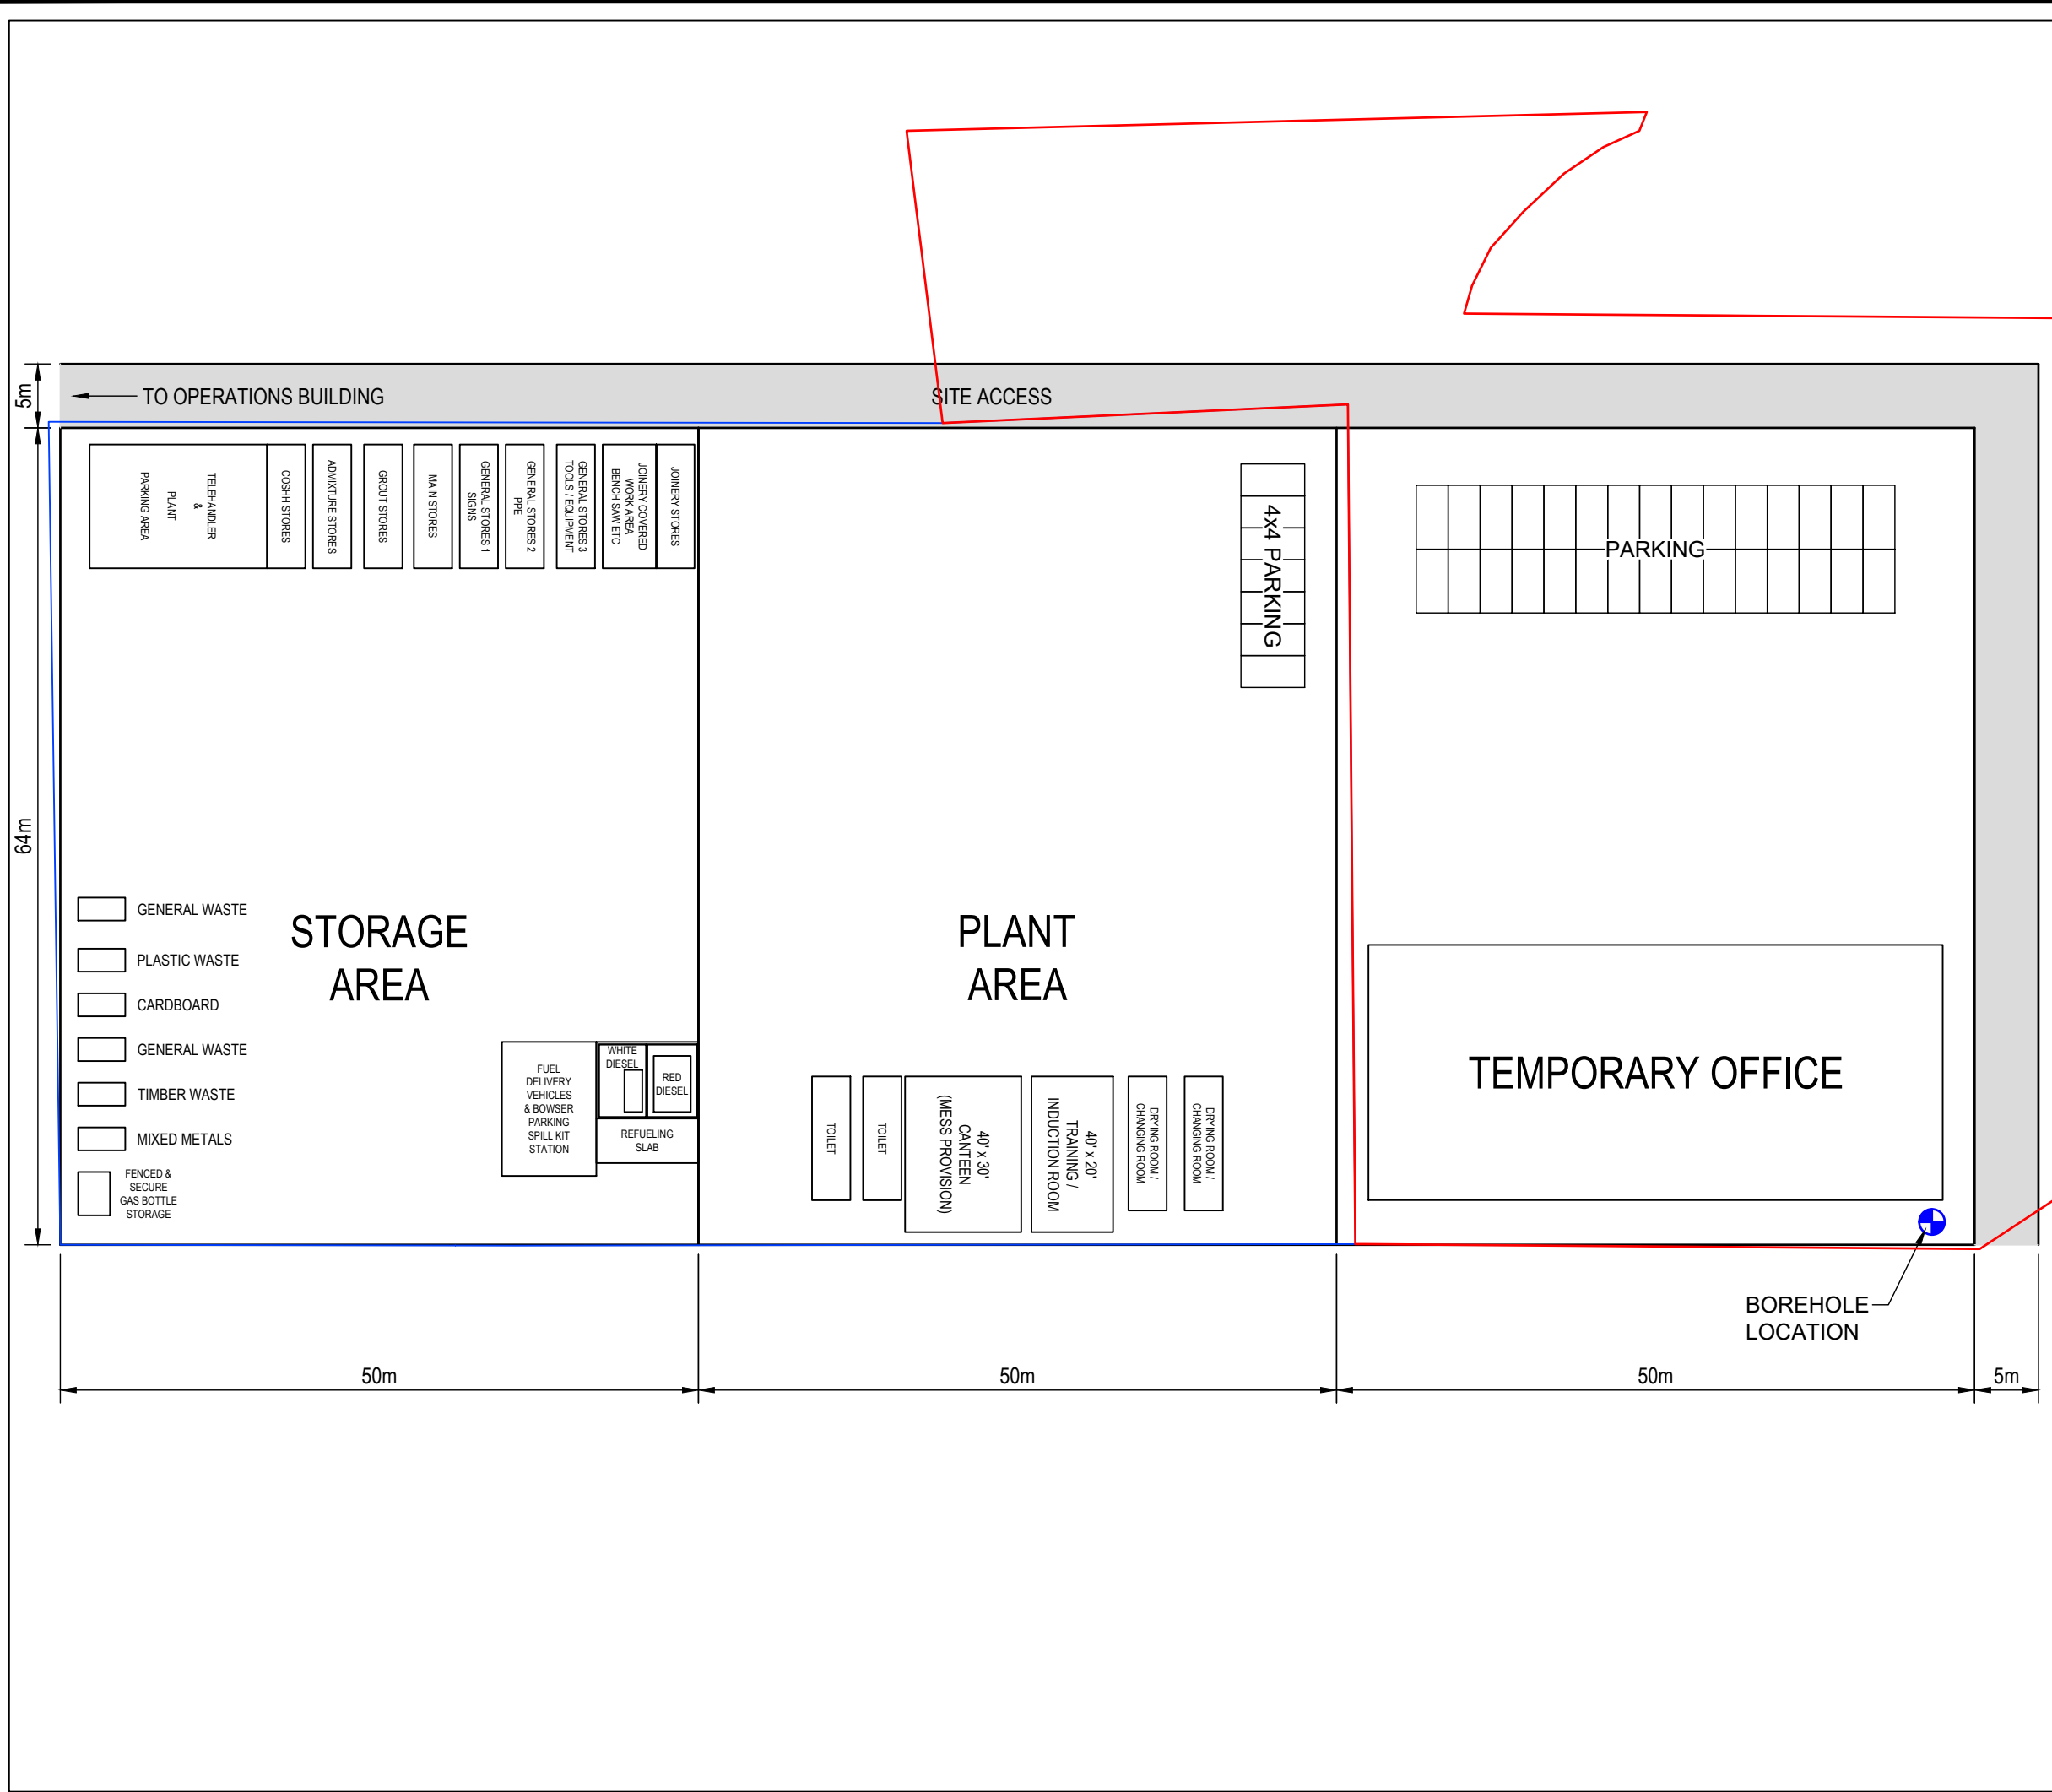 5m
TO OPERATIONS BUILDING
SITE ACCESS
TELEHANDLER
&
PLANT
PARKING AREA
COSHH STORES
ADMIXTURE STORES
GROUT STORES
MAIN STORES
GENERAL STORES 1
SIGNS
GENERAL STORES 2
PPE
GENERAL STORES 3
TOOLS / EQUIPMENT
JOINERY COVERED
WORK AREA
BENCH SAW ETC
JOINERY STORES
4x4 PARKING
PARKING
64m
GENERAL WASTE
PLASTIC WASTE
CARDBOARD
GENERAL WASTE
TIMBER WASTE
MIXED METALS
FENCED &
SECURE
GAS BOTTLE
STORAGE
STORAGE
AREA
FUEL
DELIVERY
VEHICLES
& BOWSER
PARKING
SPILL KIT
STATION
WHITE
DIESEL
RED
DIESEL
REFUELING
SLAB
PLANT
AREA
TOILET
TOILET
40' x 30'
CANTEEN
(MESS PROVISION)
40' x 20'
TRAINING /
INDUCTION ROOM
DRYING ROOM /
CHANGING ROOM
DRYING ROOM /
CHANGING ROOM
TEMPORARY OFFICE
BOREHOLE
LOCATION
50m
50m
50m
5m